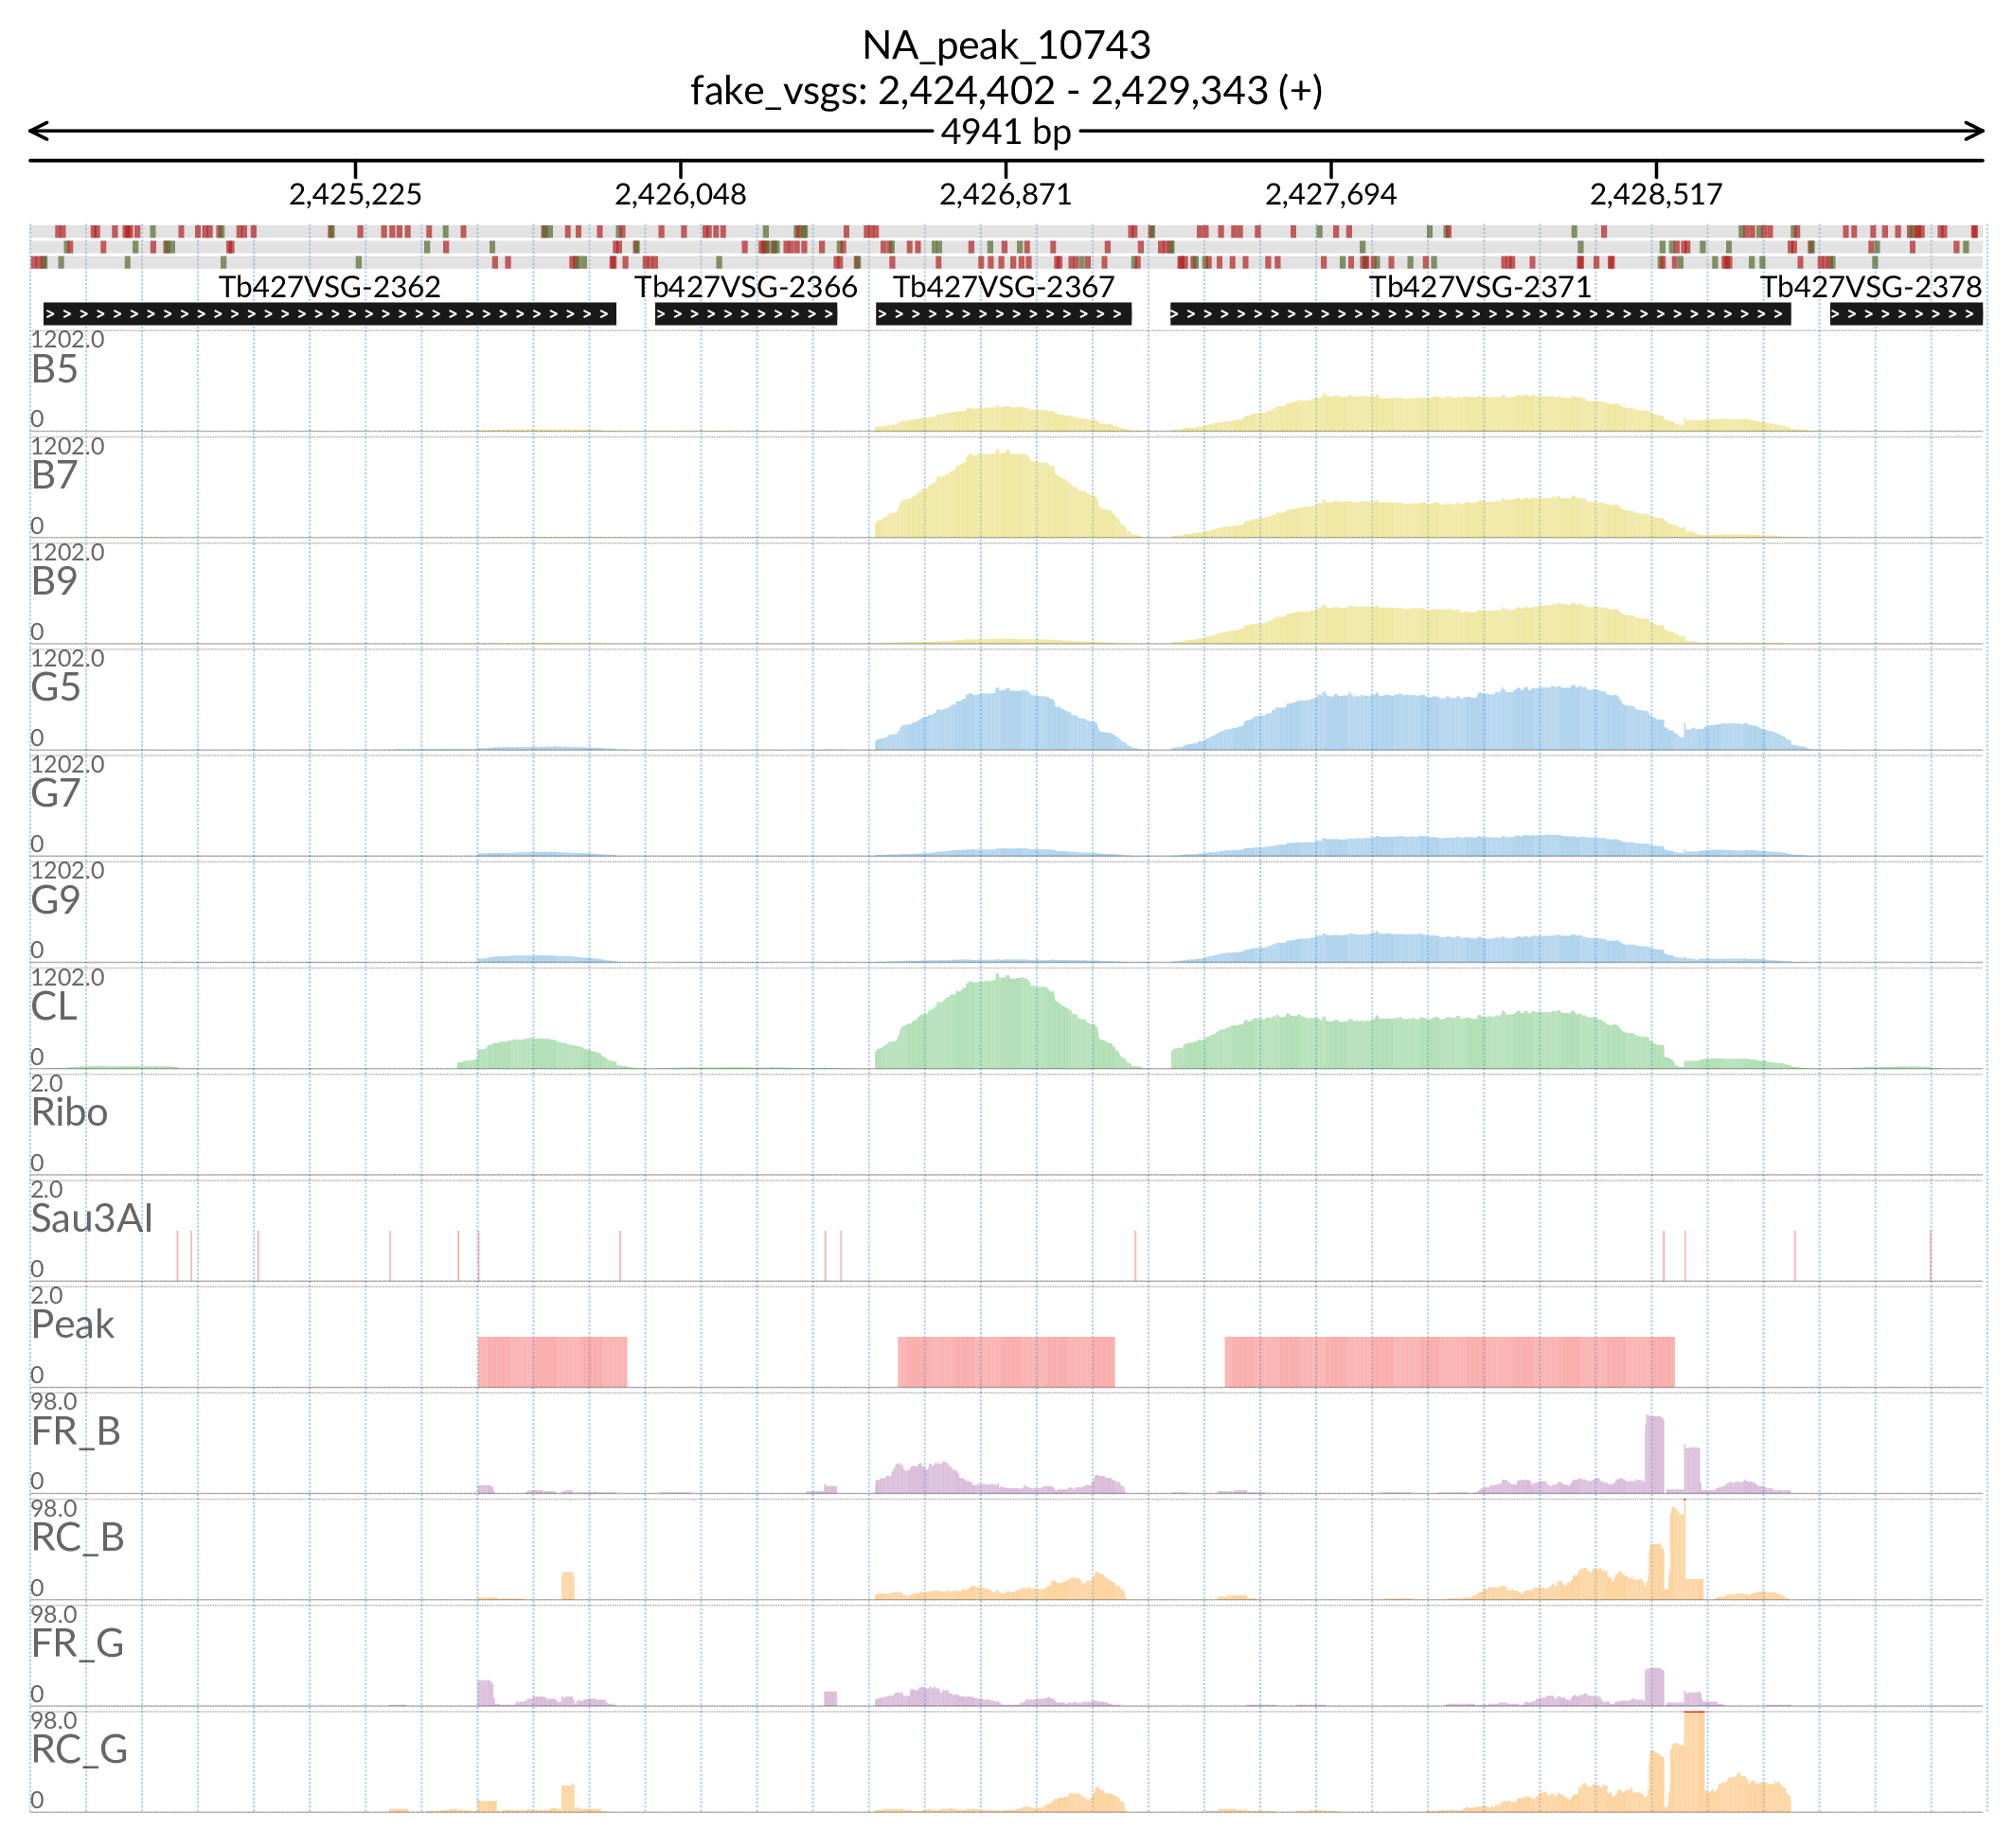 NA_peak_10743
fake_vsgs: 2,424,402 - 2,429,343 (+)
4941 bp
2,425,225 2,426,048 2,426,871 2,427,694 2,428,517
Tb427VSG-2362 Tb427VSG-2366 Tb427VSG-2367 Tb427VSG-2371 Tb427VSG-2378
1202.0
B5
0
1202.0
B7
0
1202.0
B9
0
1202.0
G5
0
1202.0
G7
0
1202.0
G9
0
1202.0
CL
0
2.0
Ribo
0
2.0
Sau3AI
0
2.0
Peak
0
98.0
FR_B
0
98.0
RC_B
0
98.0
FR_G
0
98.0
RC_G
0